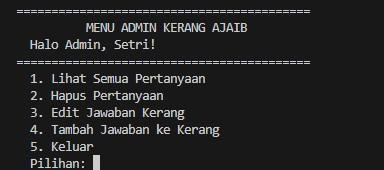 ==========================================
MENU ADMIN KERANG AJAIB
Halo Admin, Setri!
==========================================
1. Lihat Semua Pertanyaan
2. Hapus Pertanyaan
3. Edit Jawaban Kerang
4. Tambah Jawaban ke Kerang
5. Keluar
Pilihan: